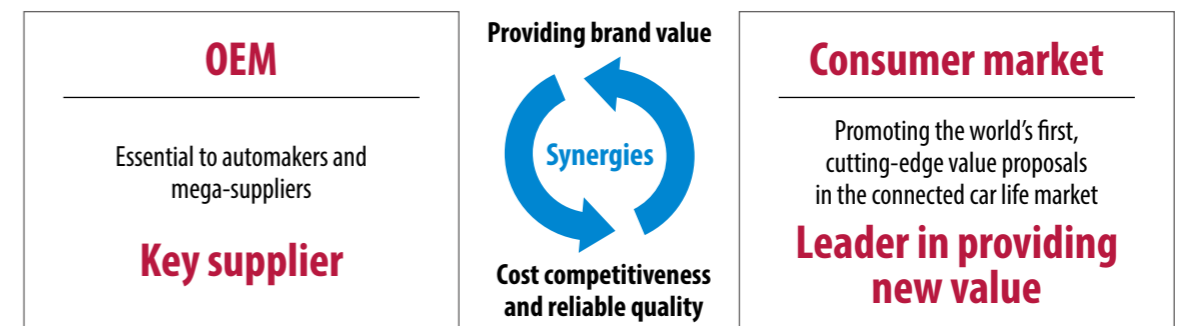 OEM
Essential to automakers and
mega-suppliers
Key supplier
Providing brand value
Synergies
Cost competitiveness
and reliable quality
Consumer market
Promoting the world’s first,
cutting-edge value proposals
in the connected car life market
Leader in providing
new value